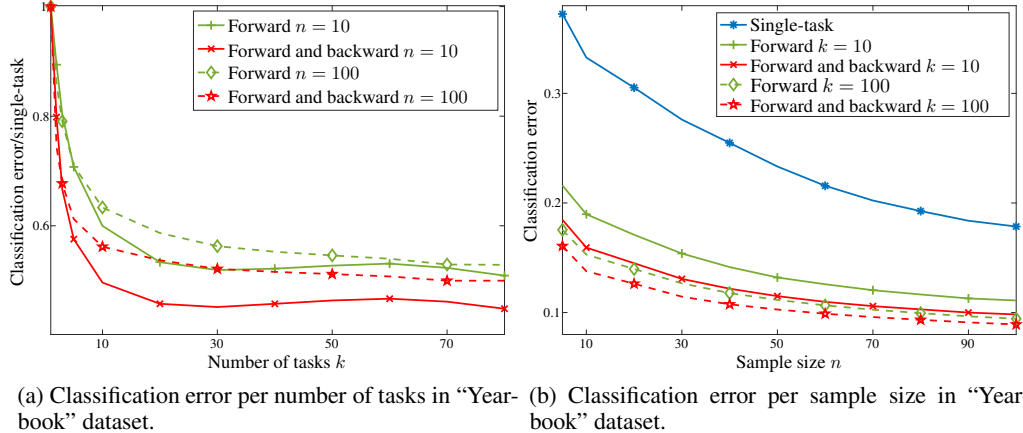 Classification error/single-task
1
0.8
0.6
10
30
50
70
Number of tasks k
Forward n = 10
Forward and backward n = 10
Forward n = 100
Forward and backward n = 100
(a) Classification error per number of tasks in “Year-
book” dataset.
Classification error
0.3
0.2
0.1
10
30
50
70
90
Sample size n
Single-task
Forward k = 10
Forward and backward k = 10
Forward k = 100
Forward and backward k = 100
(b) Classification error per sample size in “Year
book” dataset.